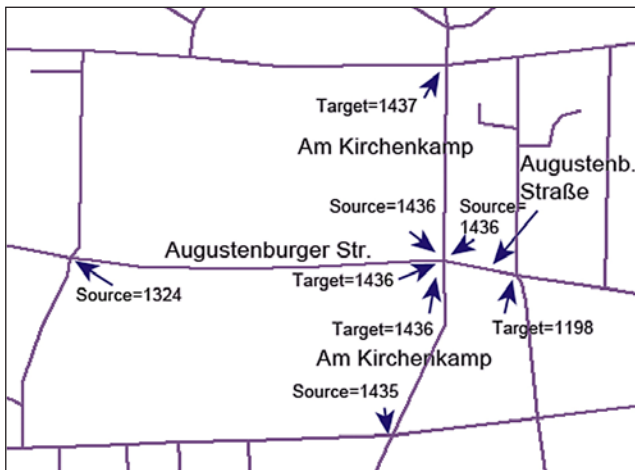 Target=1437
Am Kirchenkamp
Augustenb.
Straße
Source=1436
Source=
1436
Augustenburger Str.
Target=1436
Source=1324
Target=1436
Target=1198
Am Kirchenkamp
Source=1435